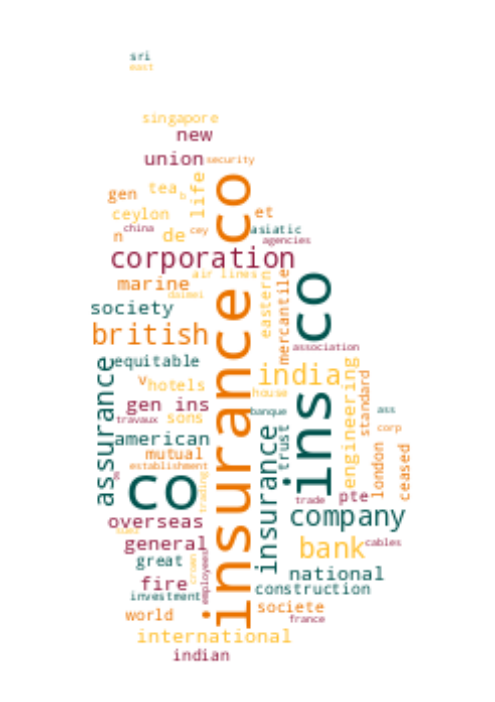 sri
east
singapore
new
union
security
insurance co
life
tea
b
gen
ceylon
et
china
cey
asiatic
n
de
agencies
corporation
air lines
marine
daimei
eastern
mercantile
ins co
society
british
association
equitable
assurance
india
v
hotels
house
engineering
standard
gen ins
banque
ass
travaux
sons
corp
american
insurance
trust
london
ceased
mutual
establishment
trading
co
trade
pte
overseas
company
general
bank
cables
great
crown
employees
national
fire
construction
investment
societe
world
france
international
indian